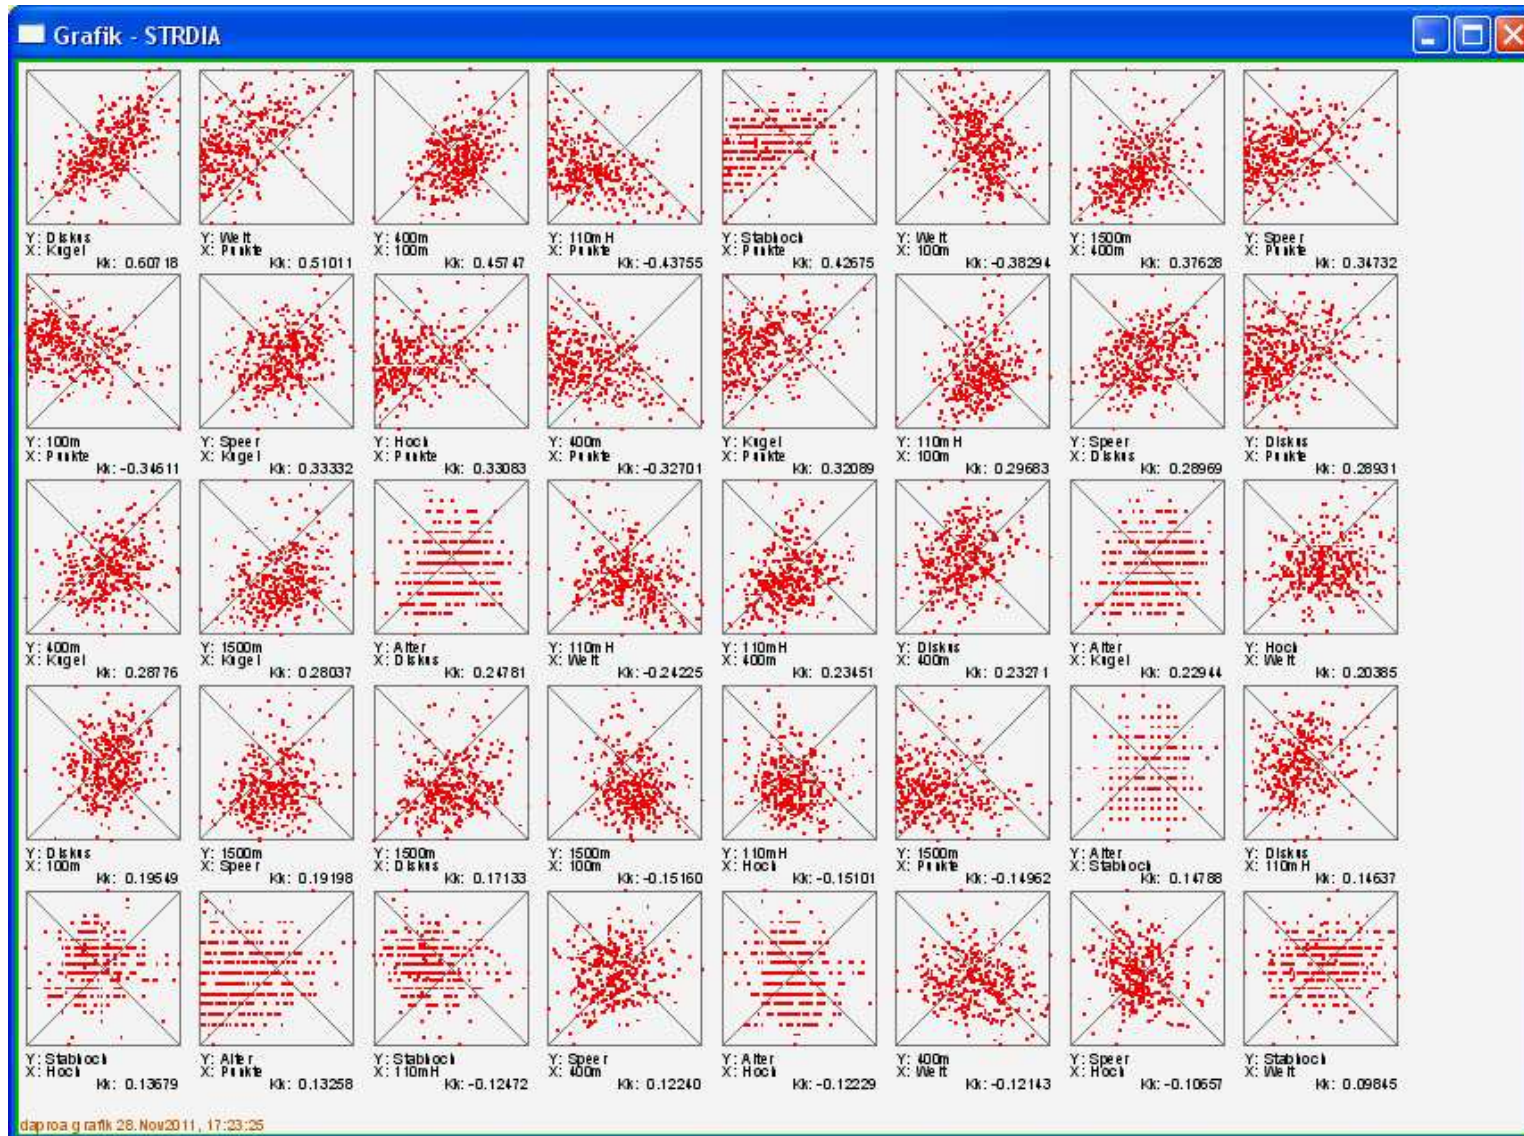 Grafik - STRDIA
Y: Diskus
X: Kugel
Kk: 0.60718
Y: Weit
X: Punkte
Kk: 0.51011
Y: 400m
X: 100m
Kk: 0.45747
Y: 110mH
X: Punkte
Kk: -0.43755
Y: Stabhoch
X: Punkte
Kk: 0.42675
Y: Weit
X: 100m
Kk: -0.38294
Y: 1500m
X: 400m
Kk: 0.37628
Y: Speer
X: Punkte
Kk: 0.34732
Y: 100m
X: Punkte
Kk: -0.34611
Y: Speer
X: Kugel
Kk: 0.33332
Y: Hoch
X: Punkte
Kk: 0.33083
Y: 400m
X: Punkte
Kk: -0.32701
Y: Kugel
X: Punkte
Kk: 0.32089
Y: 110mH
X: 100m
Kk: 0.29683
Y: Speer
X: Diskus
Kk: 0.28969
Y: Diskus
X: Punkte
Kk: 0.28931
Y: 400m
X: Kugel
Kk: 0.28776
Y: 1500m
X: Kugel
Kk: 0.28037
Y: Alter
X: Diskus
Kk: 0.24781
Y: 110mH
X: Weit
Kk: -0.24225
Y: 110mH
X: 400m
Kk: 0.23451
Y: Diskus
X: 400m
Kk: 0.23271
Y: Alter
X: Kugel
Kk: 0.22944
Y: Hoch
X: Weit
Kk: 0.20385
Y: Diskus
X: 100m
Kk: 0.19549
Y: 1500m
X: Speer
Kk: 0.19198
Y: 1500m
X: Diskus
Kk: 0.17133
Y: 1500m
X: 100m
Kk: -0.15160
Y: 110mH
X: Hoch
Kk: -0.15101
Y: 1500m
X: Punkte
Kk: -0.14962
Y: Alter
X: Stabhoch
Kk: 0.14788
Y: Diskus
X: 110mH
Kk: 0.14637
Y: Stabhoch
X: Hoch
Kk: 0.13679
Y: Alter
X: Punkte
Kk: 0.13258
Y: Stabhoch
X: 110mH
Kk: -0.12472
Y: Speer
X: 400m
Kk: 0.12240
Y: Alter
X: Hoch
Kk: -0.12229
Y: 400m
X: Weit
Kk: -0.12143
Y: Speer
X: Hoch
Kk: -0.10657
Y: Stabhoch
X: Weit
Kk: 0.09845
daproa grafik 28.Nov2011, 17:23:25